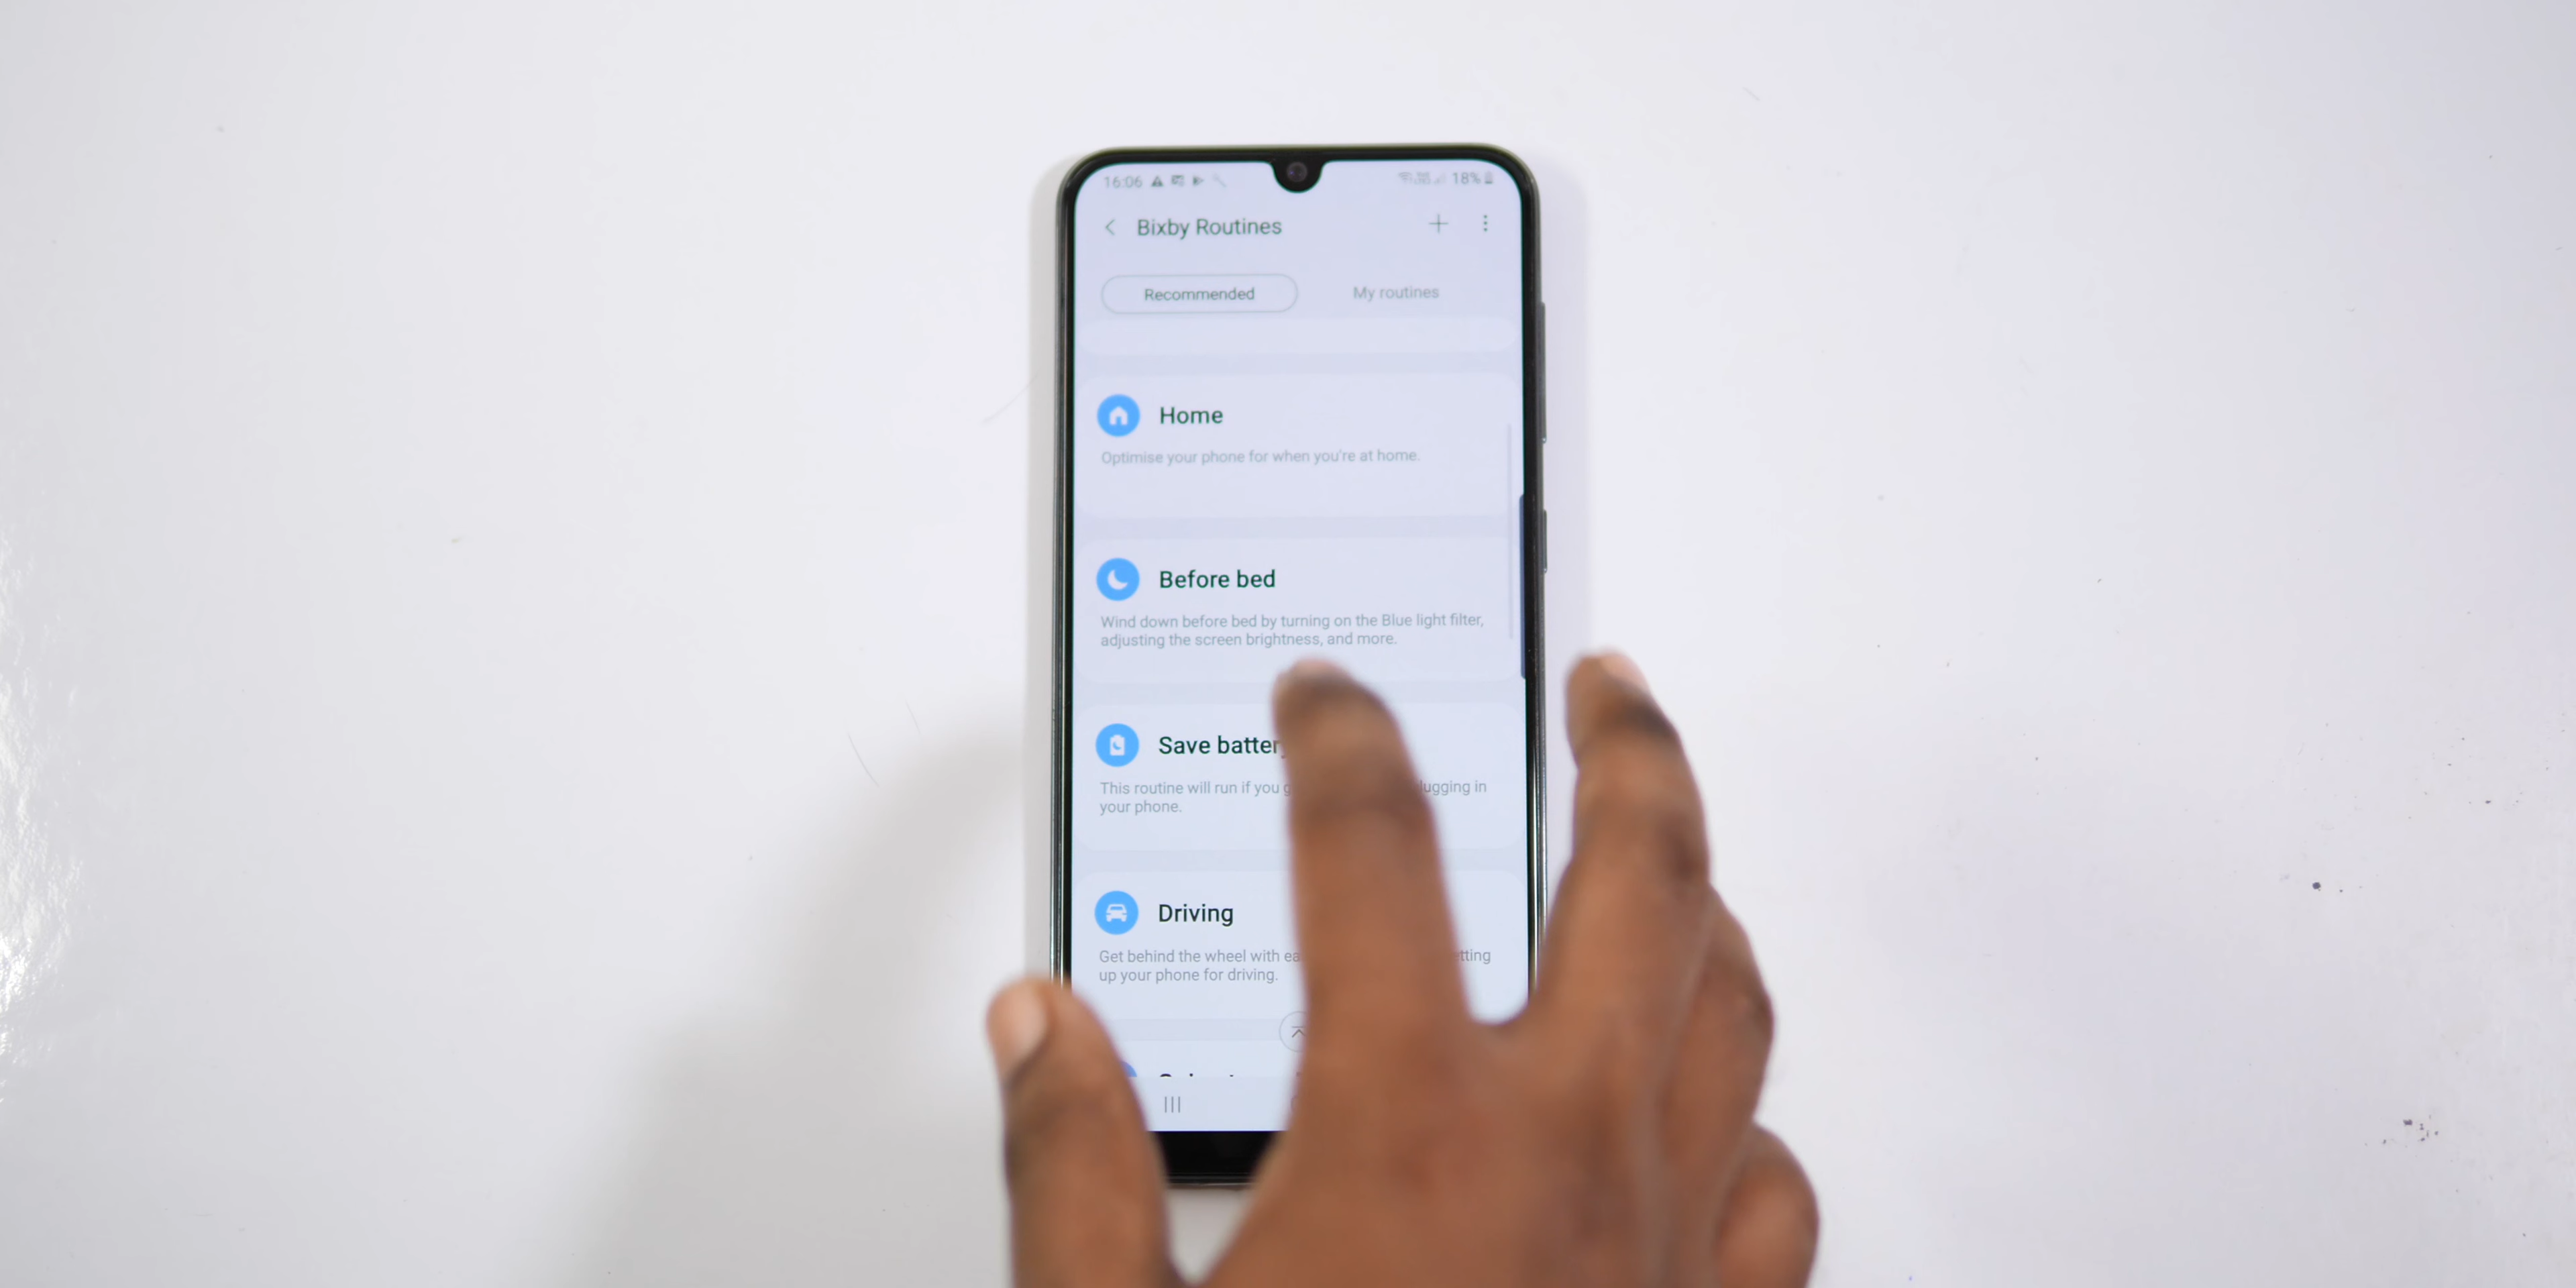 16:06 18%
Bixby Routines
Recommended My routines
Home
Optimise your phone for when you're at home.
Before bed
Wind down before bed by turning on the Blue light filter,
adjusting the screen brightness, and more.
Save
This routine will run if you in
your phone.
Driving
Get behind the wheel with
up your phone for driving.